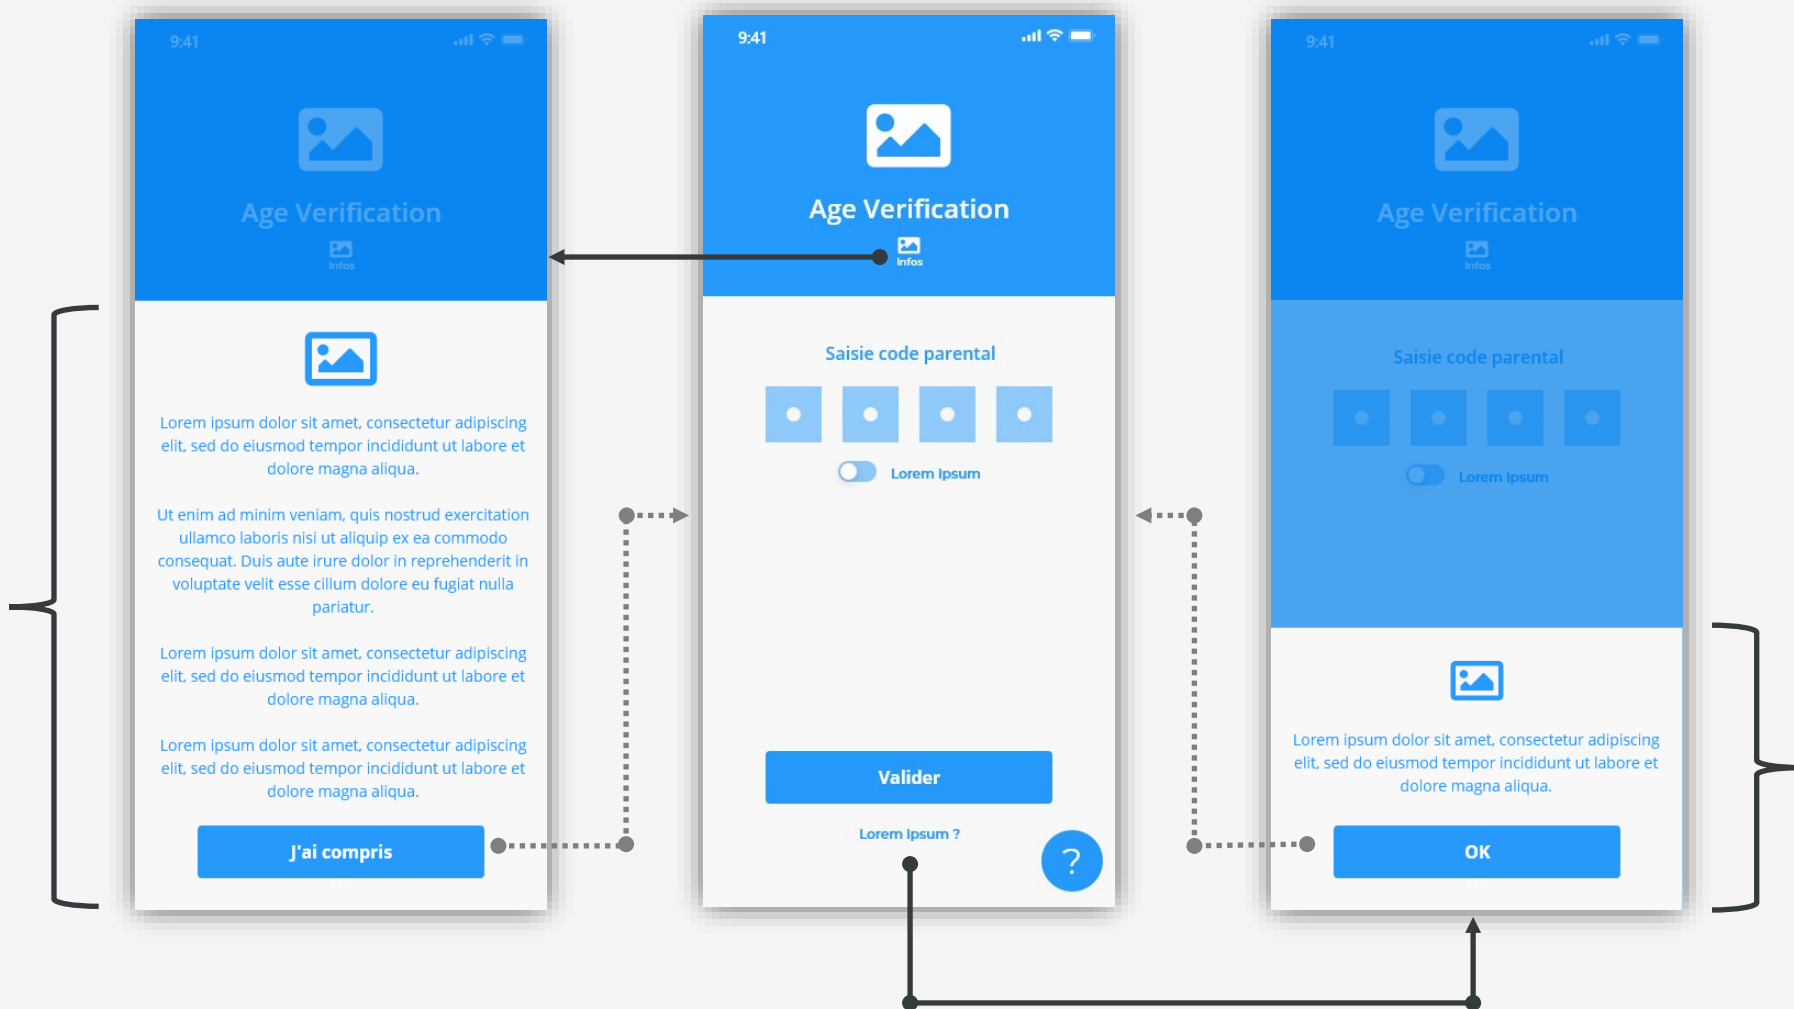 9:41
Age Verification
Infos
Lorem ipsum dolor sit amet, consectetur adipiscing
elit, sed do eiusmod tempor incididunt ut labore et
dolore magna aliqua.
Ut enim ad minim veniam, quis nostrud exercitation
ullamco laboris nisi ut aliquip ex ea commodo
consequat. Duis aute irure dolor in reprehenderit in
voluptate velit esse cillum dolore eu fugiat nulla
pariatur.
Lorem ipsum dolor sit amet, consectetur adipiscing
elit, sed do eiusmod tempor incididunt ut labore et
dolore magna aliqua.
Lorem ipsum dolor sit amet, consectetur adipiscing
elit, sed do eiusmod tempor incididunt ut labore et
dolore magna aliqua.
J'ai compris
9:41
Age Verification
Infos
Saisie code parental
Lorem Ipsum
Valider
Lorem Ipsum ?
?
9:41
Age Verification
Infos
Saisie code parental
Lorem Ipsum
Lorem ipsum dolor sit amet, consectetur adipiscing
elit, sed do eiusmod tempor incididunt ut labore et
dolore magna aliqua.
OK